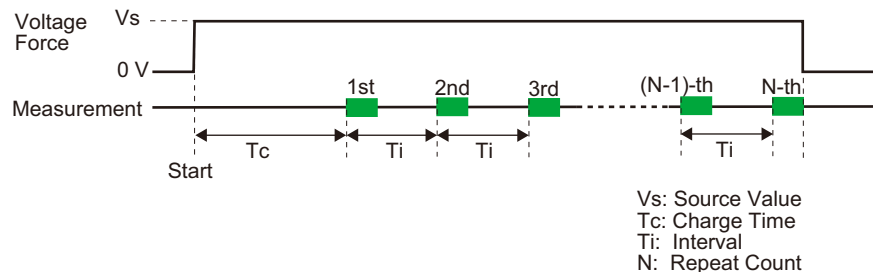 Voltage
Force
Vs
0 V
1st
2nd
3rd
(N-1)-th
N-th
Measurement
Tc
Ti
Ti
Ti
Start
Vs: Source Value
Tc: Charge Time
Ti: Interval
N: Repeat Count